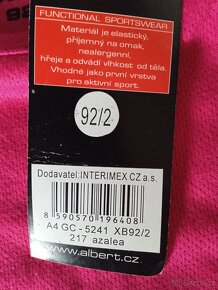 FUNCTIONAL SPORTSWEAR
Materiál je elastický,
příjemný na omak,
nealergenní,
hřeje a odvádí vlhkost od těla.
Vhodné jako první vrstva
pro aktivní sport.
92/2
Dodavatel:INTERIMEX CZ a.s.
8 590570 196408
A4 GC - 5241 XB92/2
217 azalea
www.albert.cz